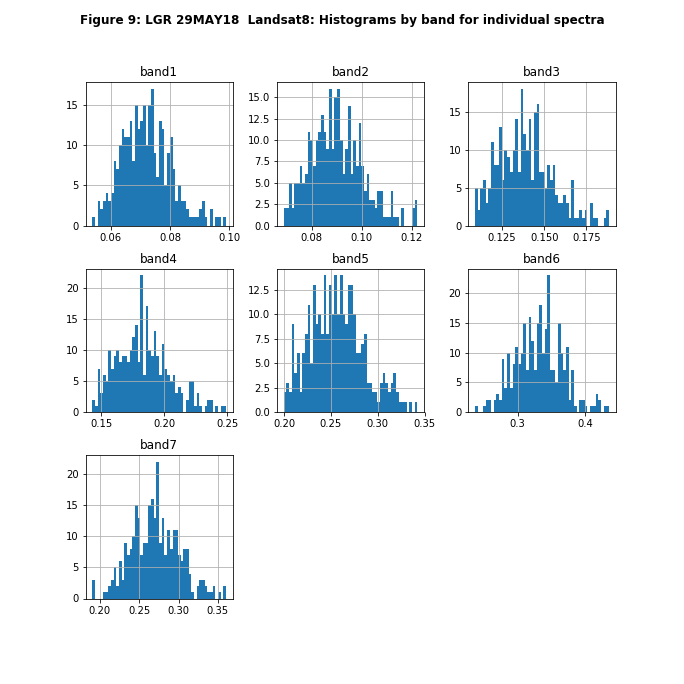 Figure 9: LGR 29MAY18  Landsat8: Histograms by band for individual spectra
band1
15
10
5
0
0.06 0.08 0.10
band2
15.0
12.5
10.0
7.5
5.0
2.5
0.0
0.08 0.10 0.12
band3
15
10
5
0
0.125 0.150 0.175
band4
20
15
10
5
0
0.15 0.20 0.25
band5
12.5
10.0
7.5
5.0
2.5
0.0
0.20 0.25 0.30 0.35
band6
20
15
10
5
0
0.3 0.4
band7
20
15
10
5
0
0.20 0.25 0.30 0.35